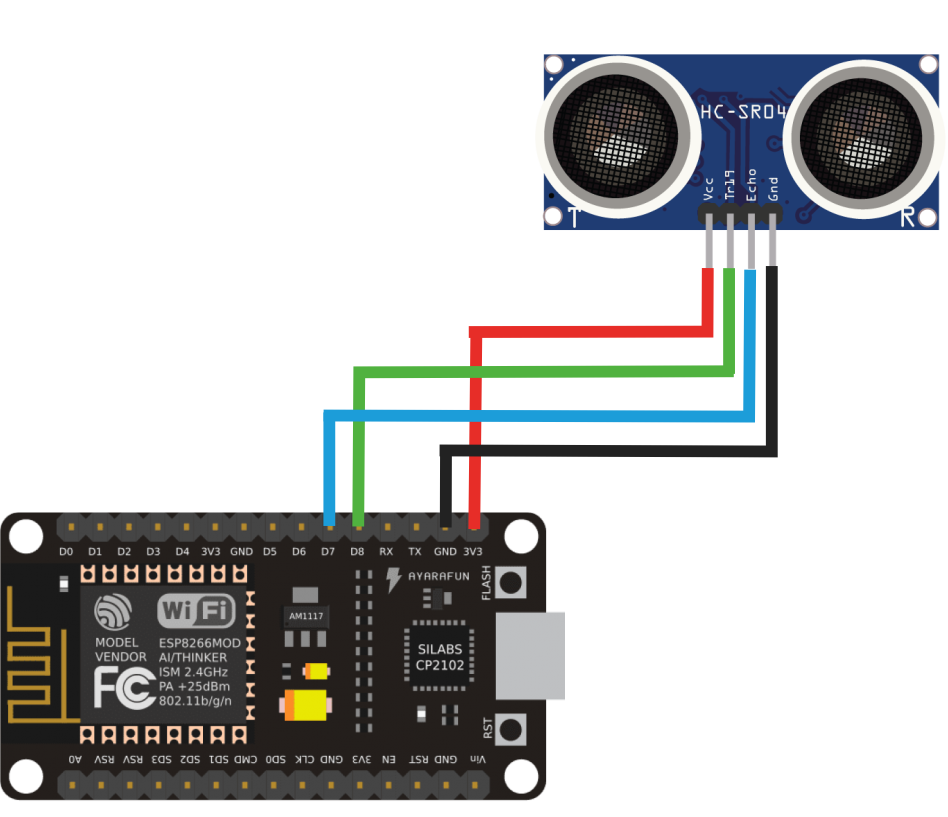 HC-SR04
Vcc
Trig
Echo
Gnd
T
R
D0 D1 D2 D3 D4 3V3 GND D5 D6 D7 D8 RX TX GND 3V3
AYARAFUN
FLASH
Wi Fi
AM1117
MODEL
VENDOR
ESP8266MOD
AI/THINKER
ISM 2.4GHz
PA +25dBm
802.11b/g/n
FC
SILABS
CP2102
RST
A0 RSV RSV SD3 SD2 SD1 CMD SD0 CLK GND 3V3 EN RST GND Vin